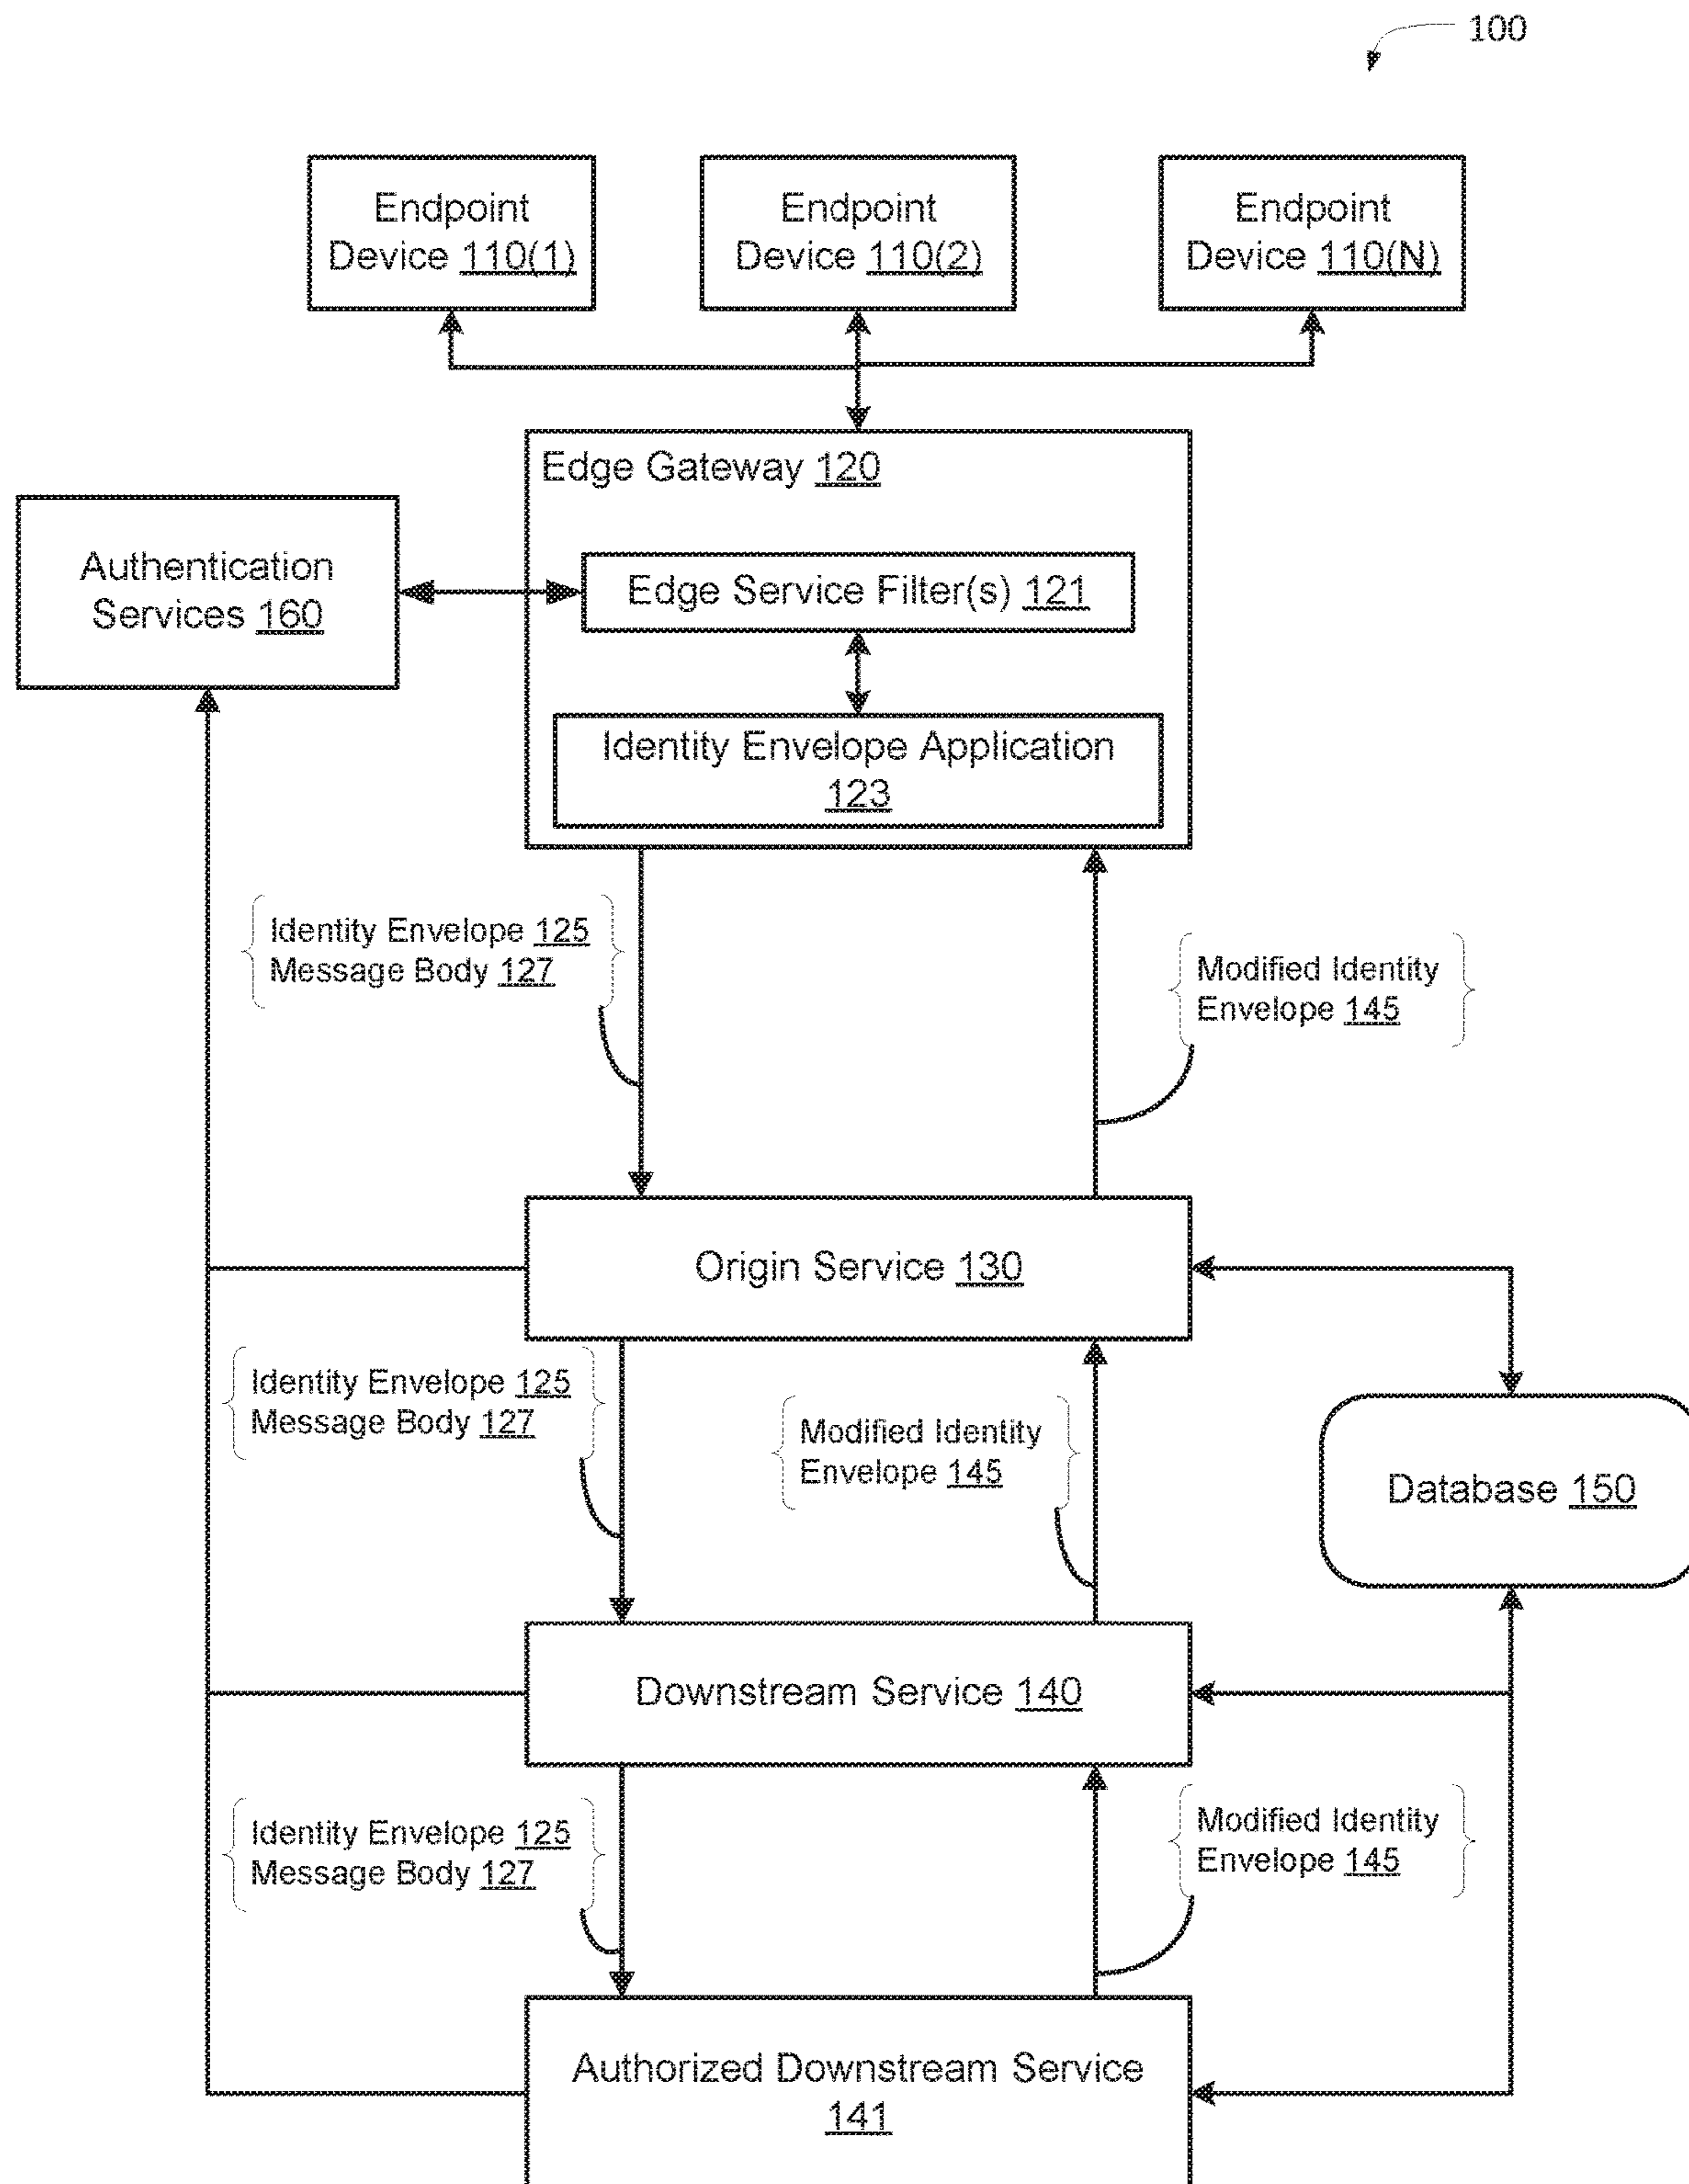 100
Endpoint
Device 110(1)
Endpoint
Device 110(2)
Endpoint
Device 110(N)
Edge Gateway 120
Authentication
Services 160
Edge Service Filter(s) 121
Identity Envelope Application
123
Identity Envelope 125
Message Body 127
Modified Identity
Envelope 145
Origin Service 130
Identity Envelope 125
Message Body 127
Modified Identity
Envelope 145
Database 150
Downstream Service 140
Identity Envelope 125
Message Body 127
Modified Identity
Envelope 145
Authorized Downstream Service
141